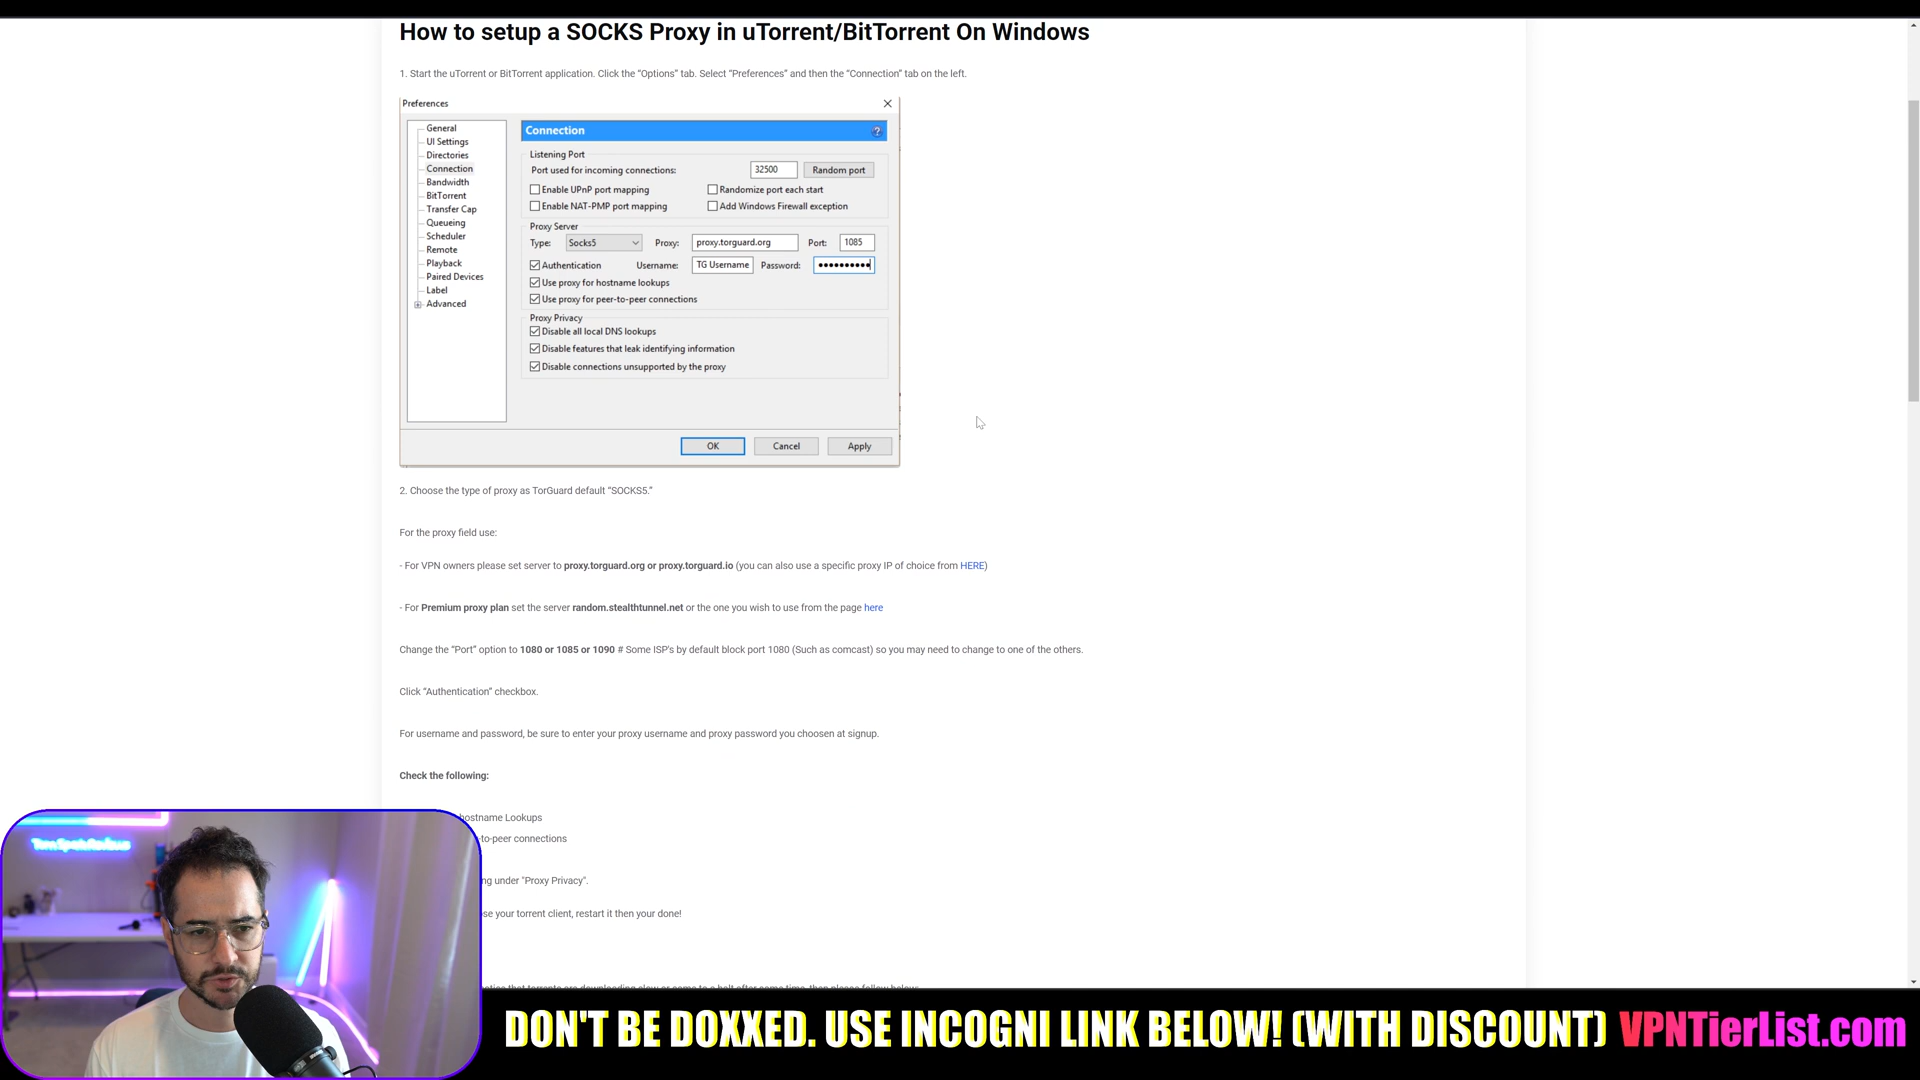 How to setup a SOCKS Proxy in uTorrent/BitTorrent On Windows
1. Start the uTorrent or BitTorrent application. Click the “Options” tab. Select “Preferences” and then the “Connection” tab on the left.
Preferences
General
UI Settings
Directories
Connection
Bandwidth
BitTorrent
Transfer Cap
Queueing
Scheduler
Remote
Playback
Paired Devices
Label
Advanced
Connection
Listening Port
Port used for incoming connections: 32500 Random port
Enable UPnP port mapping Randomize port each start
Enable NAT-PMP port mapping Add Windows Firewall exception
Proxy Server
Type: Socks5 Proxy: proxy.torguard.org Port: 1085
Authentication Username: TG Username Password: ••••••••••
Use proxy for hostname lookups
Use proxy for peer-to-peer connections
Proxy Privacy
Disable all local DNS lookups
Disable features that leak identifying information
Disable connections unsupported by the proxy
OK Cancel Apply
2. Choose the type of proxy as TorGuard default “SOCKS5.”
For the proxy field use:
- For VPN owners please set server to proxy.torguard.org or proxy.torguard.io (you can also use a specific proxy IP of choice from HERE)
- For Premium proxy plan set the server random.stealthtunnel.net or the one you wish to use from the page here
Change the “Port” option to 1080 or 1085 or 1090 # Some ISP's by default block port 1080 (Such as comcast) so you may need to change to one of the others.
Click “Authentication” checkbox.
For username and password, be sure to enter your proxy username and proxy password you choosen at signup.
Check the following:
hostname Lookups
-to-peer connections
ng under "Proxy Privacy".
ose your torrent client, restart it then your done!
DON'T BE DOXXED. USE INCOGNI LINK BELOW! (WITH DISCOUNT) VPNTierList.com